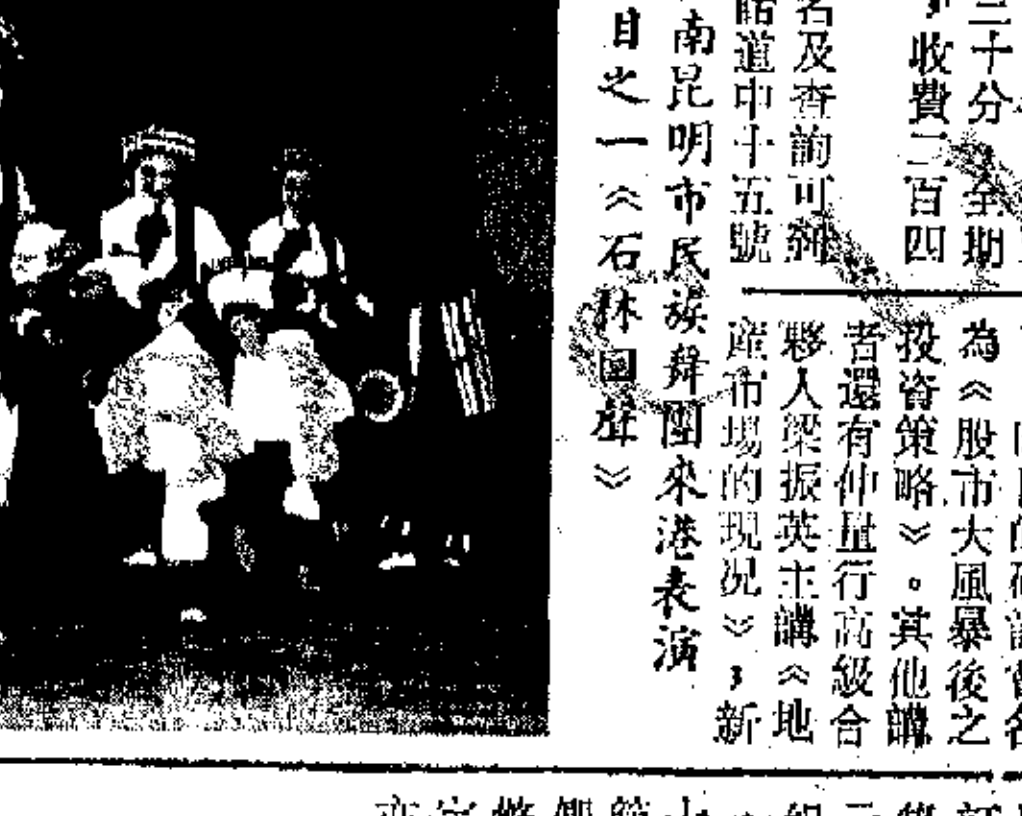 三十分 全期
收費二百四
名及查詢可到
道中十五號
為《股市大風暴後之
投資策略》。其他講
者還有仲量行高級合
夥人梁振英主講《地
產市場的現況》，新
南昆明市民族舞團來港表演
目之一《石林國聲》